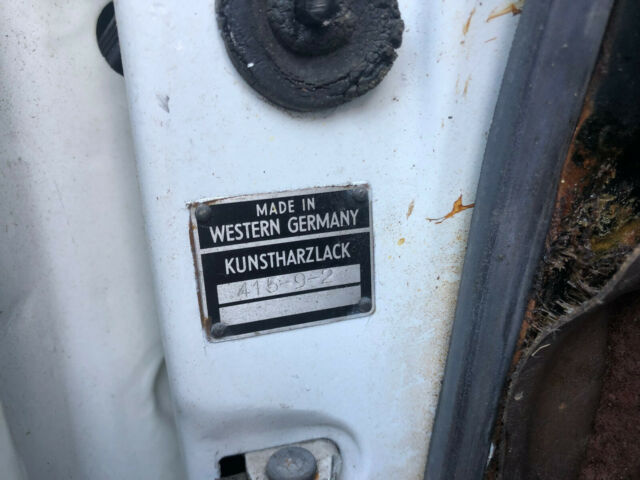 MADE IN
WESTERN GERMANY
KUNSTHARZLACK
416-9-2